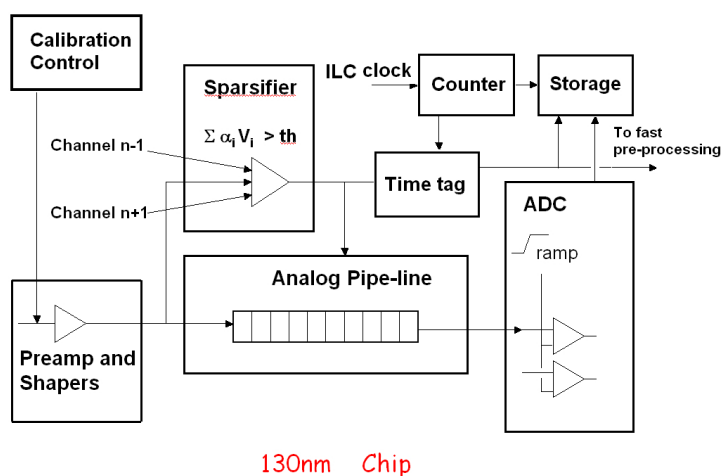 Calibration
Control
Sparsifier
Σ αi Vi > th
ILC clock
Counter
Storage
Channel n-1
Channel n+1
Time tag
To fast
pre-processing
ADC
ramp
Analog Pipe-line
Preamp and
Shapers
130nm Chip